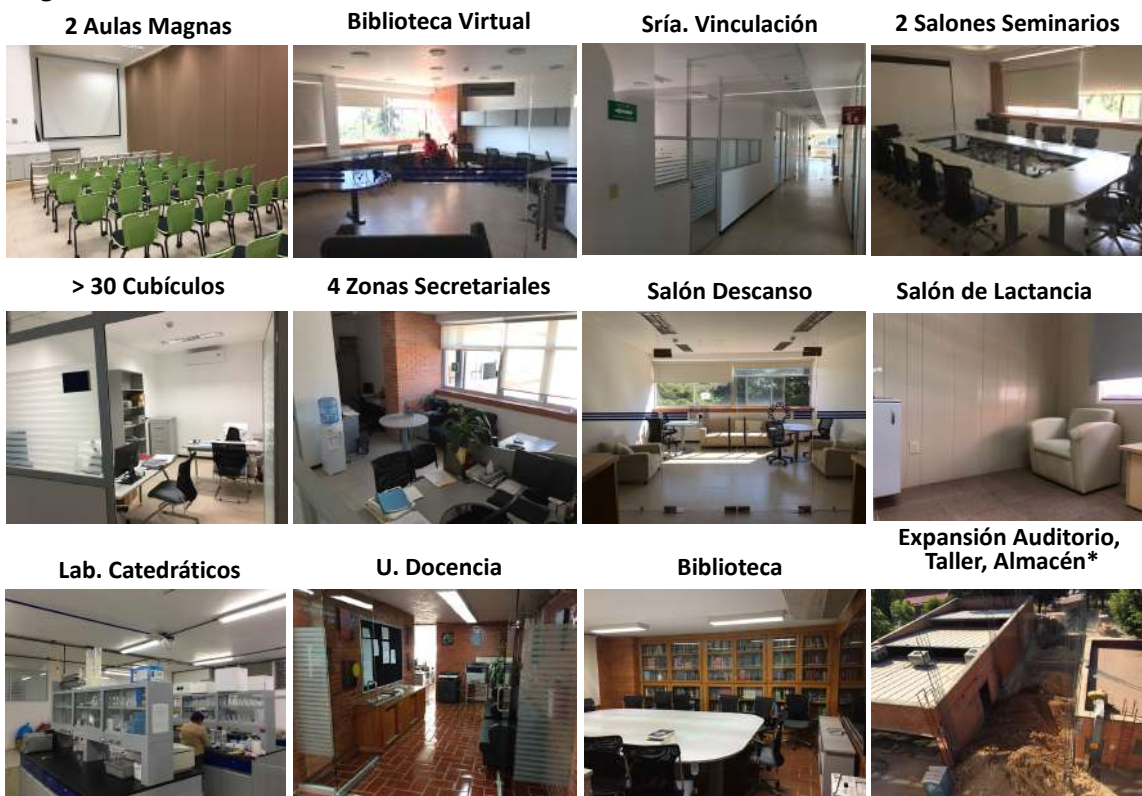 2 Aulas Magnas
Biblioteca Virtual
Sría. Vinculación
2 Salones Seminarios
> 30 Cubículos
4 Zonas Secretariales
Salón Descanso
Salón de Lactancia
Lab. Catedráticos
U. Docencia
Biblioteca
Expansión Auditorio,
Taller, Almacén*